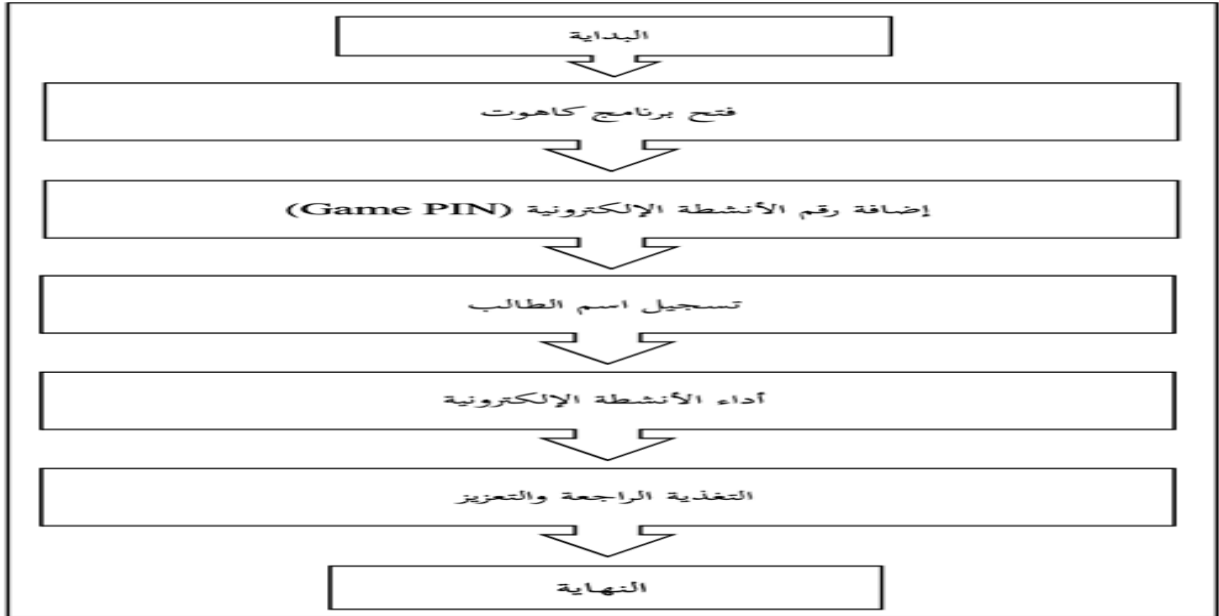 البداية
فتح برنامج كاهوت
إضافة رقم الأنشطة الإلكترونية (Game PIN)
تسجيل اسم الطالب
أداء الأنشطة الإلكترونية
التغذية الراجعة والتعزيز
النهاية